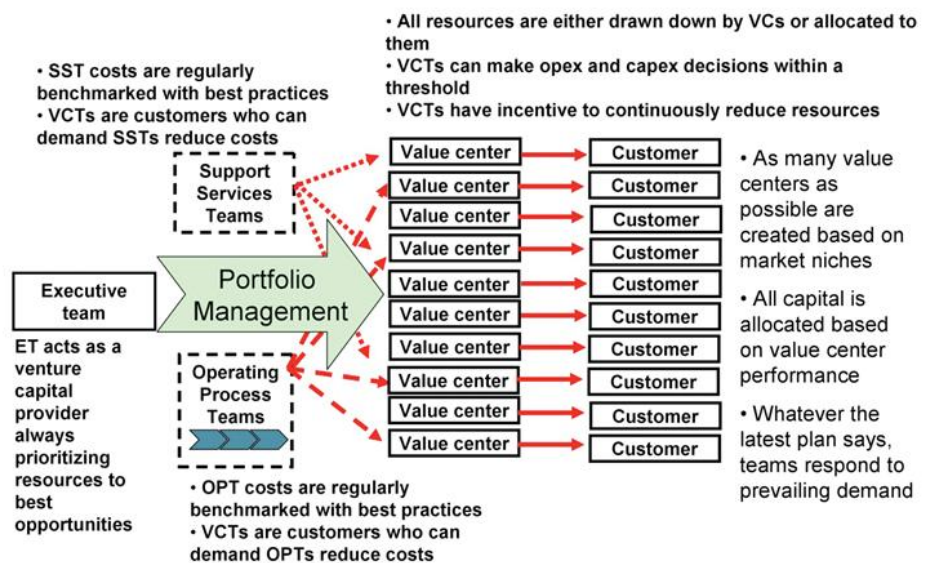 • All resources are either drawn down by VCs or allocated to
them
• VCTs can make opex and capex decisions within a
threshold
• VCTs have incentive to continuously reduce resources
• SST costs are regularly
benchmarked with best practices
• VCTs are customers who can
demand SSTs reduce costs
Support
Services
Teams
Executive
team
Portfolio
Management
ET acts as a
venture
capital
provider
always
prioritizing
resources to
best
opportunities
Operating
Process
Teams
• OPT costs are regularly
benchmarked with best practices
• VCTs are customers who can
demand OPTs reduce costs
Value center Customer
Value center Customer
Value center Customer
Value center Customer
Value center Customer
Value center Customer
Value center Customer
Value center Customer
Value center Customer
Value center Customer
• As many value
centers as
possible are
created based on
market niches
• All capital is
allocated based
on value center
performance
• Whatever the
latest plan says,
teams respond to
prevailing demand